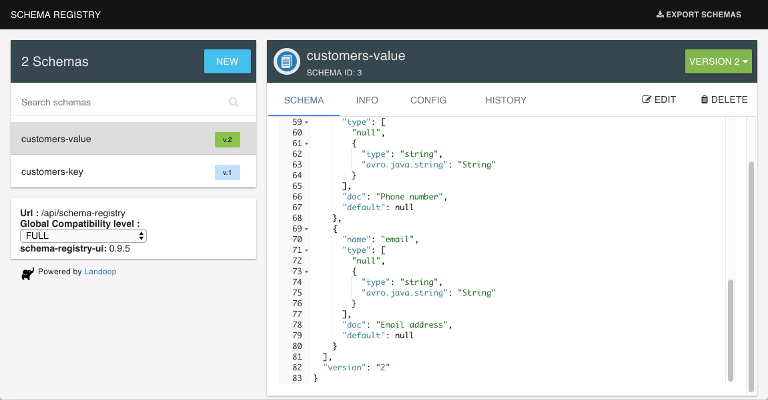 SCHEMA REGISTRY
EXPORT SCHEMAS
2 Schemas
NEW
Search schemas
customers-value
v.2
customers-key
v.1
Url : /api/schema-registry
Global Compatibility level :
FULL
schema-registry-ui: 0.9.5
Powered by Landoop
customers-value
SCHEMA ID: 3
VERSION 2
SCHEMA INFO CONFIG HISTORY EDIT DELETE
59 "type": [
60 "null",
61 {
62 "type": "string",
63 "avro.java.string": "String"
64 }
65 ],
66 "doc": "Phone number",
67 "default": null
68 },
69 {
70 "name": "email",
71 "type": [
72 "null",
73 {
74 "type": "string",
75 "avro.java.string": "String"
76 }
77 ],
78 "doc": "Email address",
79 "default": null
80 }
81 ],
82 "version": "2"
83 }